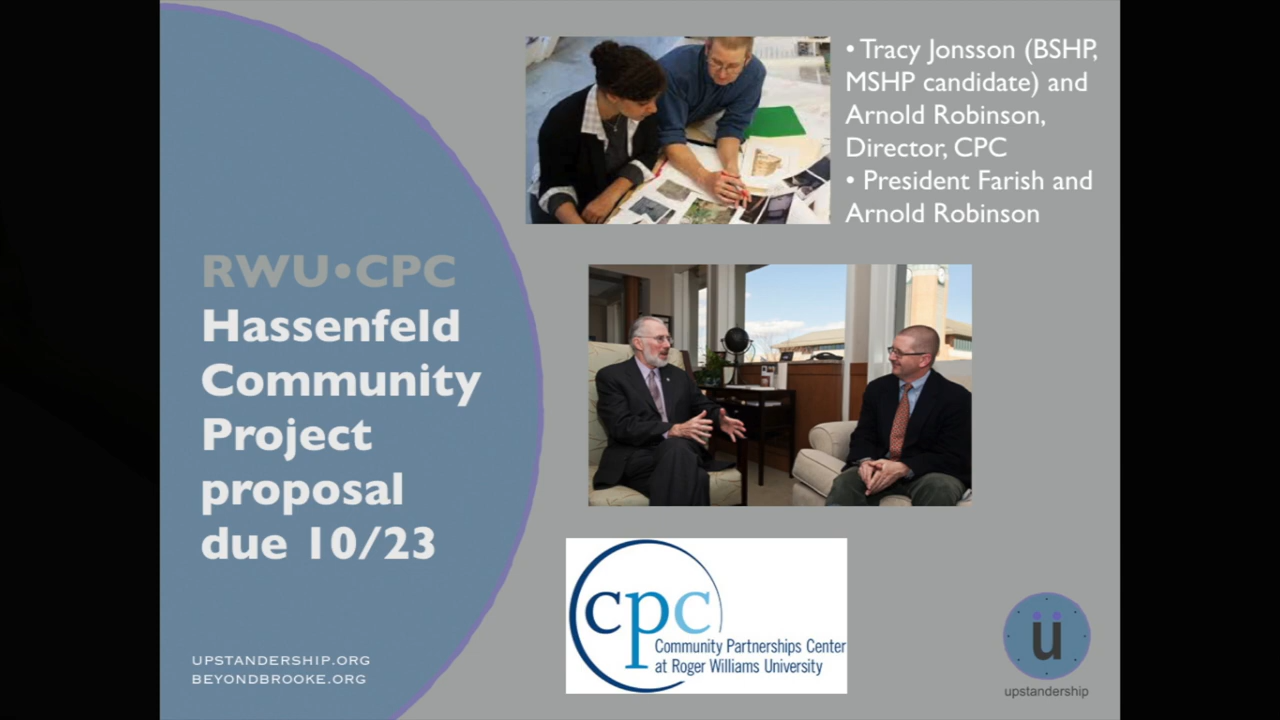 RWU•CPC
Hassenfeld
Community
Project
proposal
due 10/23
UPSTANDERSHIP.ORG
BEYONDBROOKE.ORG
• Tracy Jonsson (BSHP,
MSHP candidate) and
Arnold Robinson,
Director, CPC
• President Farish and
Arnold Robinson
cpc
Community Partnerships Center
at Roger Williams University
ü
upstandership